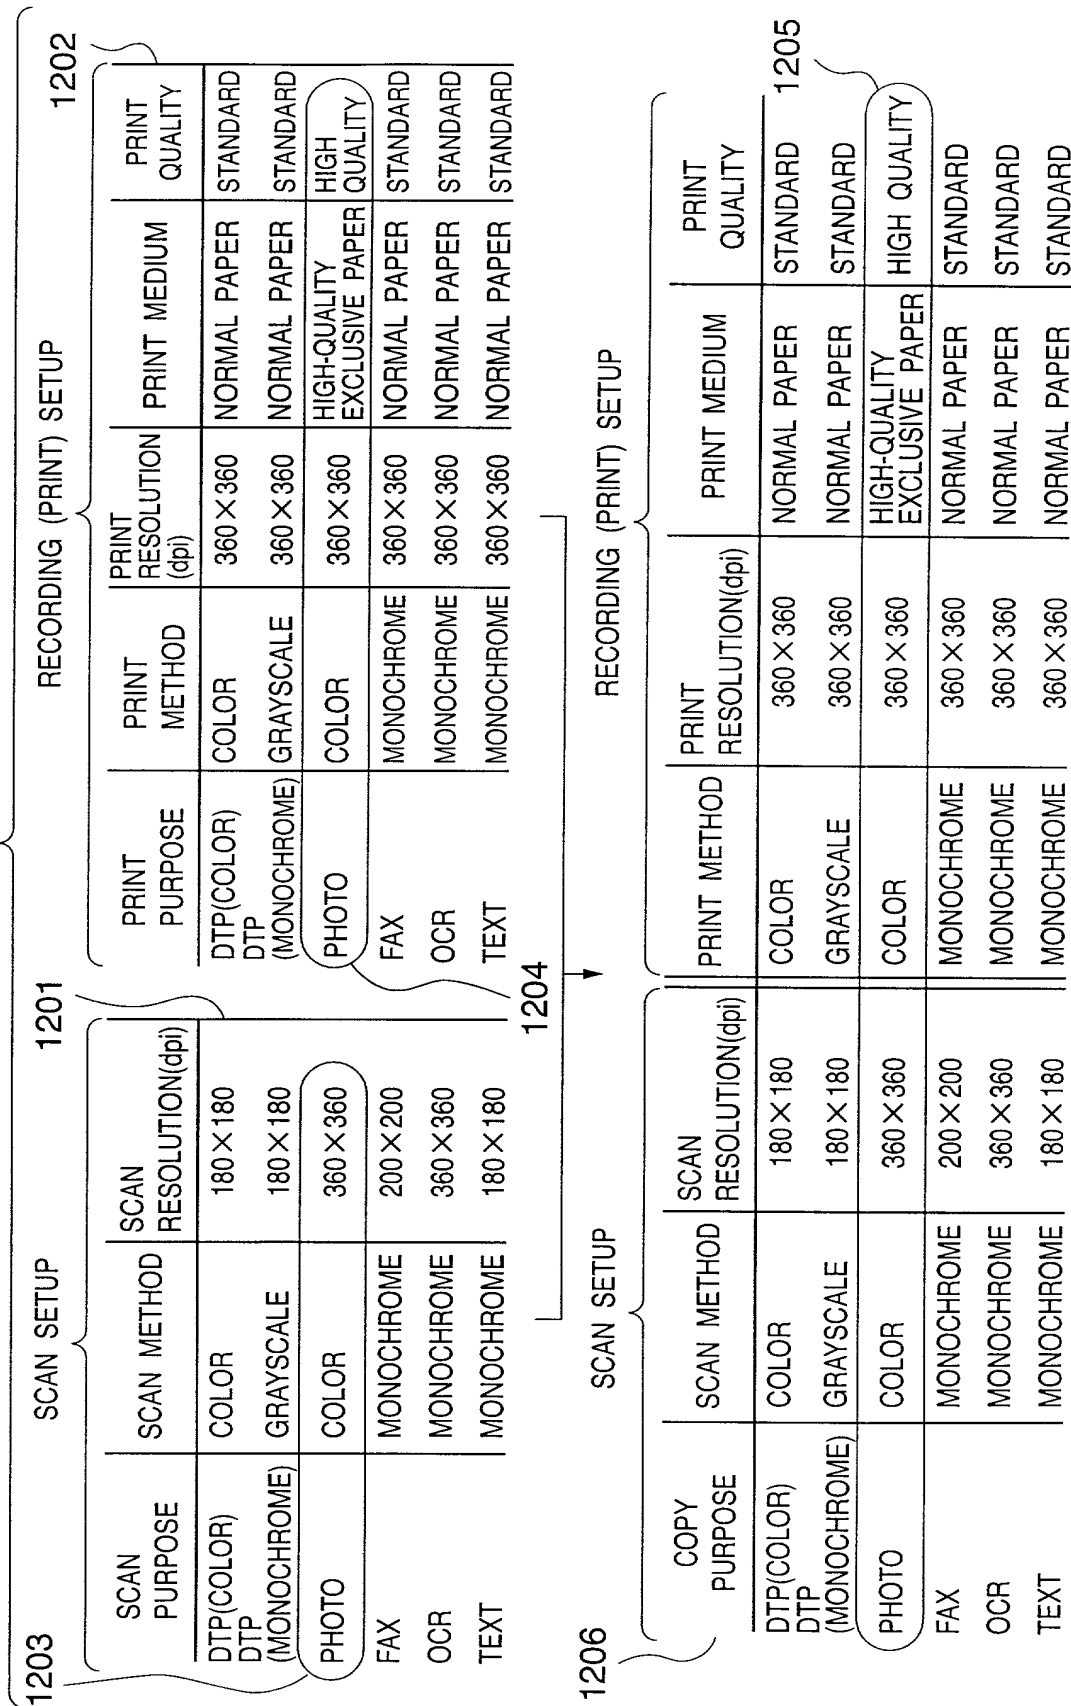 SCAN SETUP
1203
1201
SCAN PURPOSE SCAN METHOD SCAN RESOLUTION(dpi)
DTP(COLOR) COLOR 180×180
DTP (MONOCHROME) GRAYSCALE 180×180
PHOTO COLOR 360×360
FAX MONOCHROME 200×200
OCR MONOCHROME 360×360
TEXT MONOCHROME 180×180
RECORDING (PRINT) SETUP
1202
PRINT PURPOSE PRINT METHOD PRINT RESOLUTION (dpi) PRINT MEDIUM PRINT QUALITY
DTP(COLOR) COLOR 360×360 NORMAL PAPER STANDARD
DTP (MONOCHROME) GRAYSCALE 360×360 NORMAL PAPER STANDARD
PHOTO COLOR 360×360 HIGH-QUALITY EXCLUSIVE PAPER HIGH QUALITY
FAX MONOCHROME 360×360 NORMAL PAPER STANDARD
OCR MONOCHROME 360×360 NORMAL PAPER STANDARD
TEXT MONOCHROME 360×360 NORMAL PAPER STANDARD
1204
1206
SCAN SETUP
RECORDING (PRINT) SETUP
1205
COPY PURPOSE SCAN METHOD SCAN RESOLUTION(dpi) PRINT METHOD PRINT RESOLUTION(dpi) PRINT MEDIUM PRINT QUALITY
DTP(COLOR) COLOR 180×180 COLOR 360×360 NORMAL PAPER STANDARD
DTP (MONOCHROME) GRAYSCALE 180×180 GRAYSCALE 360×360 NORMAL PAPER STANDARD
PHOTO COLOR 360×360 COLOR 360×360 HIGH-QUALITY EXCLUSIVE PAPER HIGH QUALITY
FAX MONOCHROME 200×200 MONOCHROME 360×360 NORMAL PAPER STANDARD
OCR MONOCHROME 360×360 MONOCHROME 360×360 NORMAL PAPER STANDARD
TEXT MONOCHROME 180×180 MONOCHROME 360×360 NORMAL PAPER STANDARD